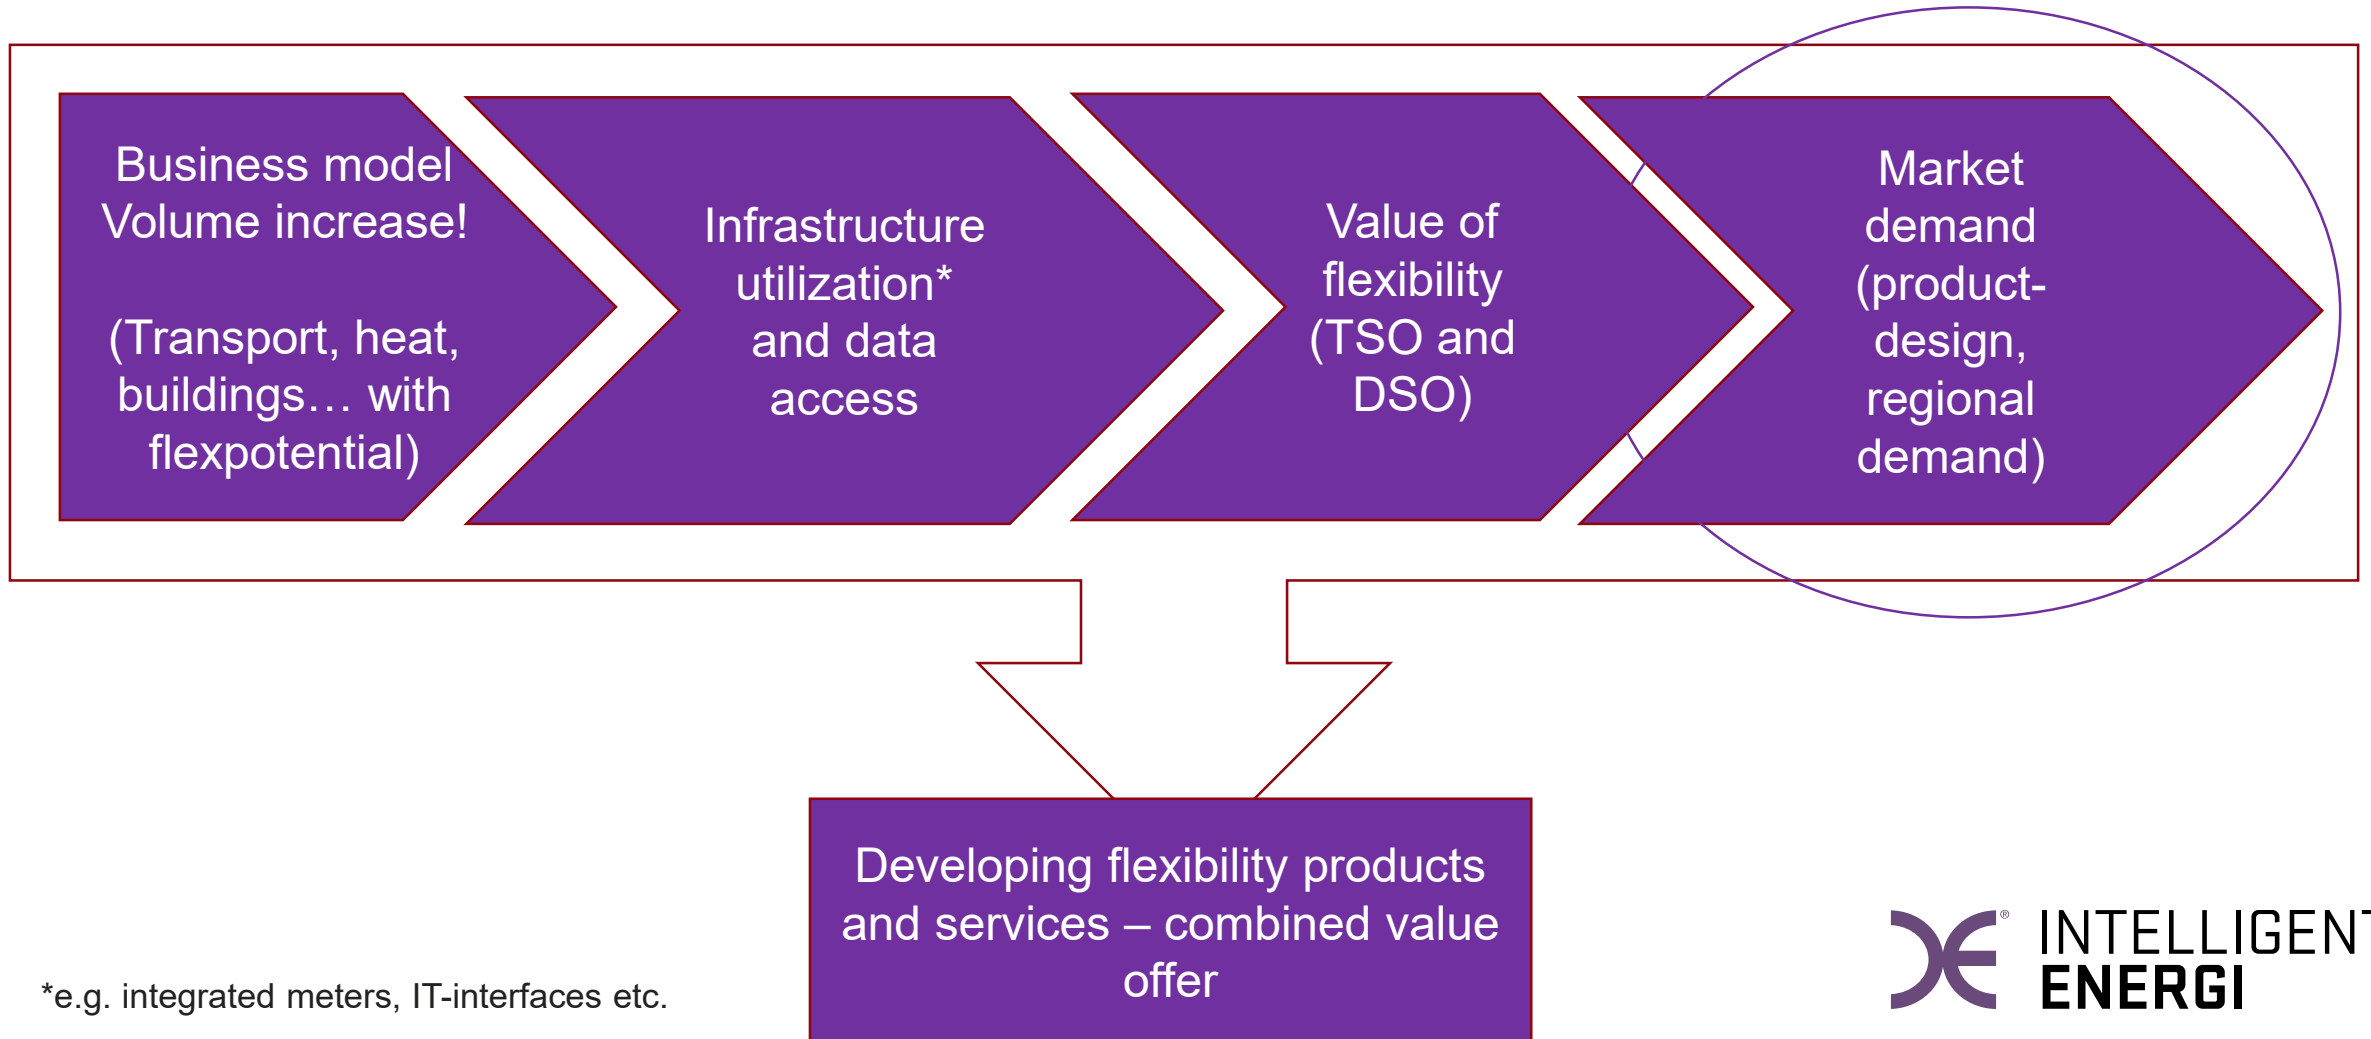 Business model
Volume increase!
(Transport, heat,
buildings… with
flexpotential)
Infrastructure
utilization*
and data
access
Value of
flexibility
(TSO and
DSO)
Market
demand
(product-
design,
regional
demand)
Developing flexibility products
and services – combined value
offer
*e.g. integrated meters, IT-interfaces etc.
®
INTELLIGENT
ENERGI